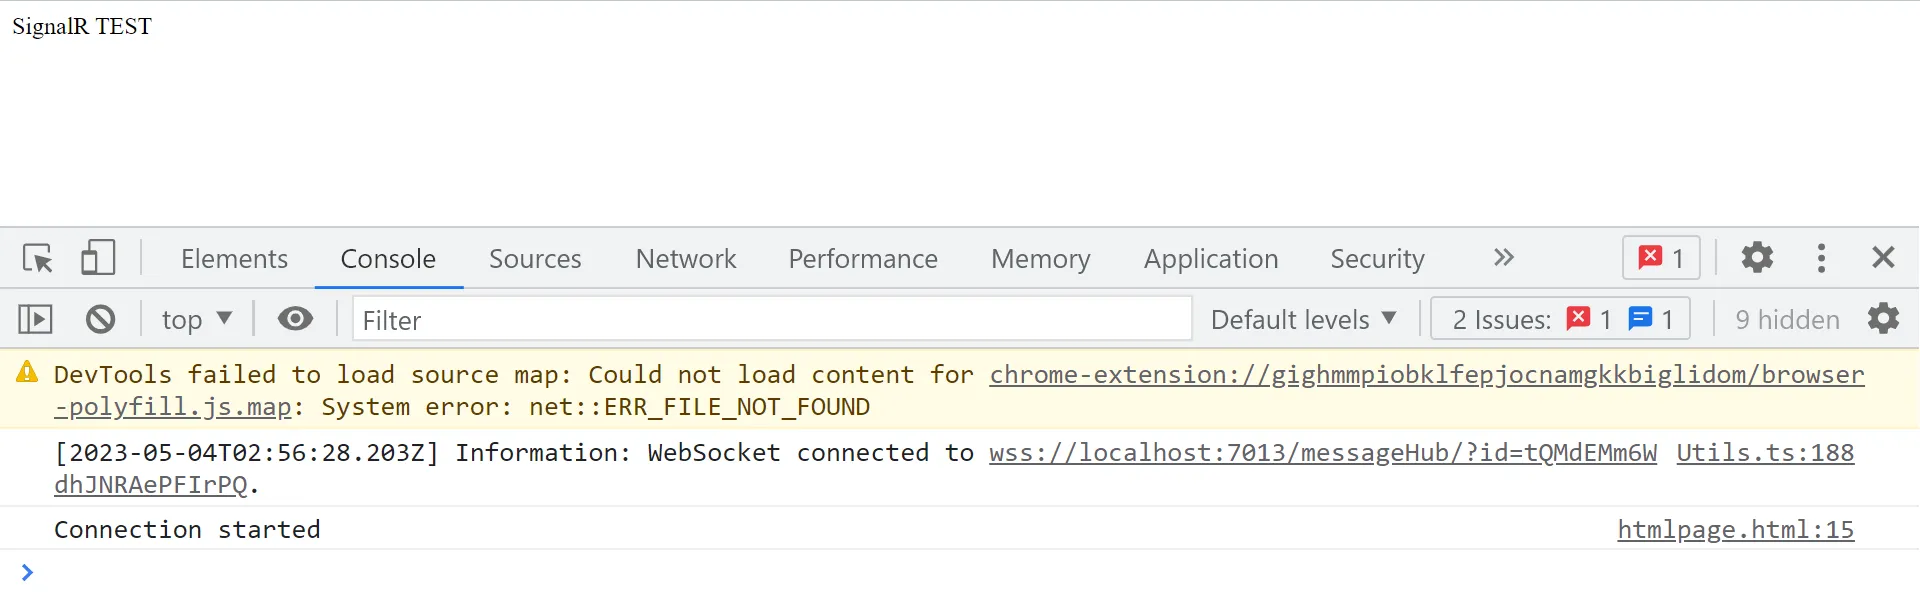 SignalR TEST
Elements Console Sources Network Performance Memory Application Security 1
top Filter Default levels 2 Issues: 1 1 9 hidden
DevTools failed to load source map: Could not load content for chrome-extension://gighmmpiobklfepjocnamgkkbiglidom/browser
-polyfill.js.map: System error: net::ERR_FILE_NOT_FOUND
[2023-05-04T02:56:28.203Z] Information: WebSocket connected to wss://localhost:7013/messageHub/?id=tQMdEMm6W Utils.ts:188
dhJNRAePFIrPQ.
Connection started htmlpage.html:15